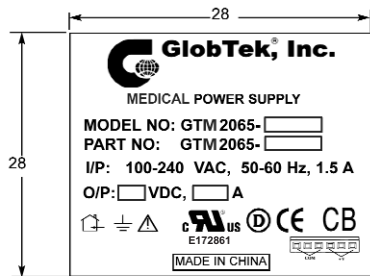 28
GlobTek, Inc.
MEDICAL POWER SUPPLY
MODEL NO: GTM2065-
PART NO: GTM2065-
28
I/P: 100-240 VAC, 50-60 Hz, 1.5 A
O/P: VDC, A
c RU US D CE CB
E172861
MADE IN CHINA